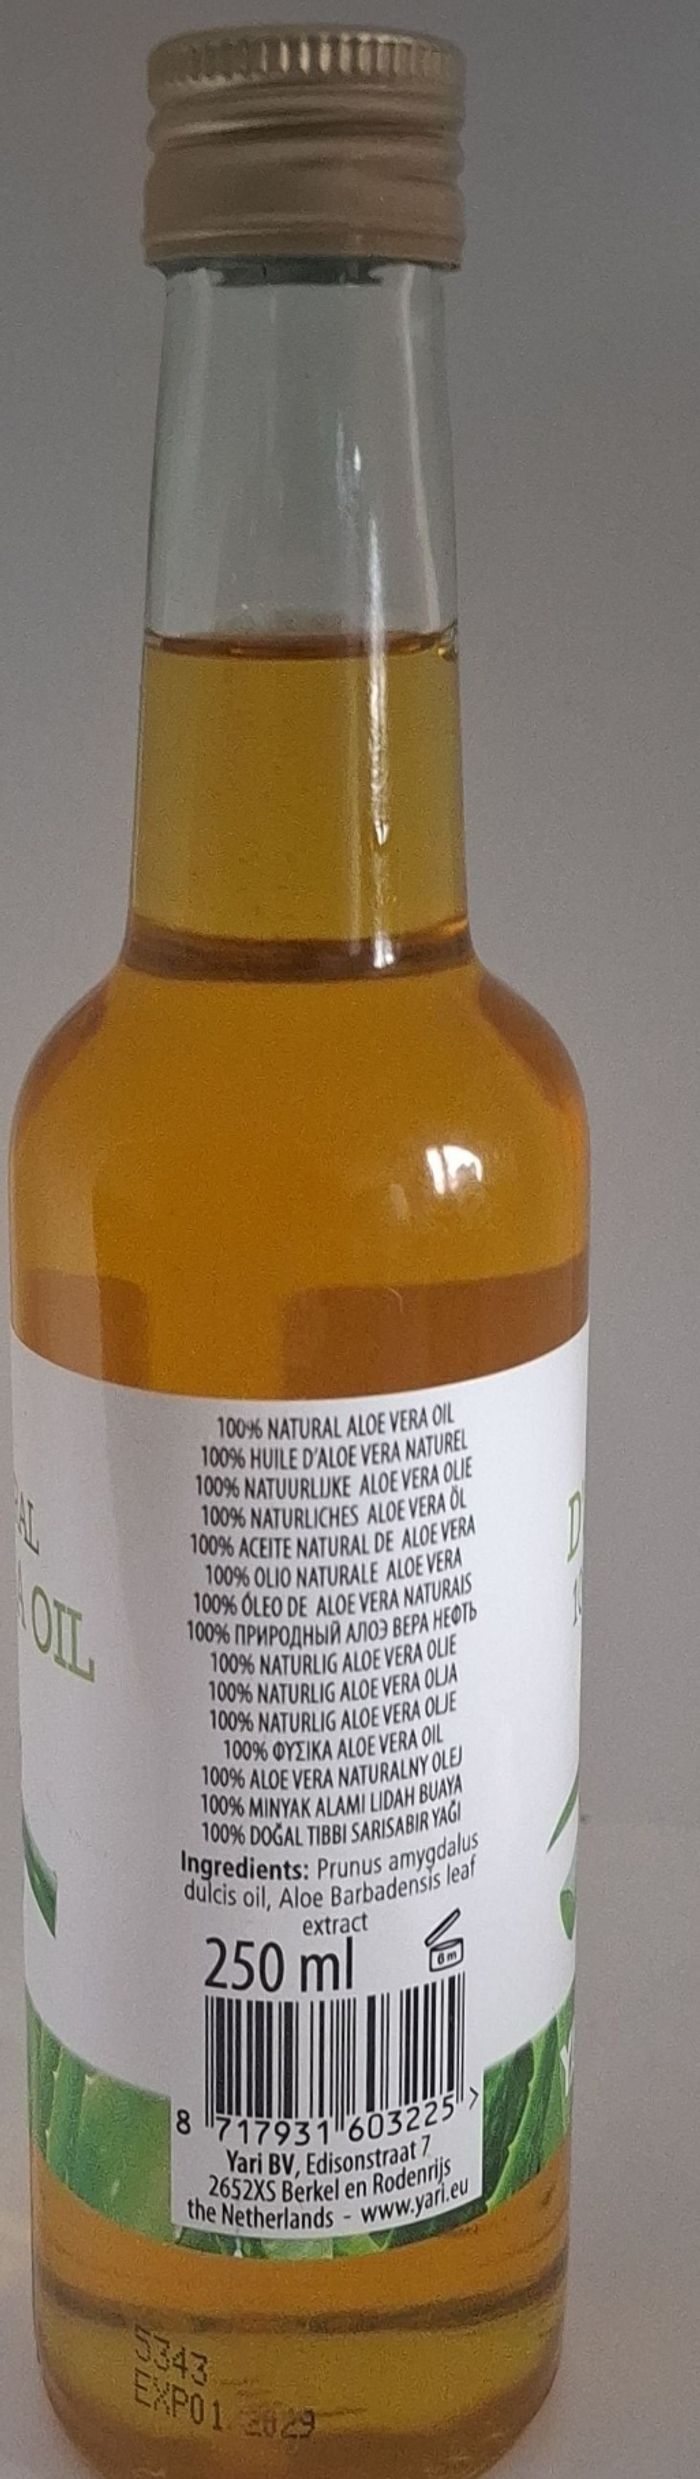 100% NATURAL ALOE VERA OIL
100% HUILE D'ALOE VERA NATUREL
100% NATUURLIJKE ALOE VERA OLIE
100% NATURLICHES ALOE VERA ÖL
100% ACEITE NATURAL DE ALOE VERA
100% OLIO NATURALE ALOE VERA
100% ÓLEO DE ALOE VERA NATURAIS
100% ПРИРОДНЫЙ АЛОЭ ВЕРА НЕФТЬ
100% NATURLIG ALOE VERA OLIE
100% NATURLIG ALOE VERA OLJA
100% NATURLIG ALOE VERA OLJE
100% ΦΥΣΙΚΑ ALOE VERA OIL
100% ALOE VERA NATURALNY OLEJ
100% MINYAK ALAMI LIDAH BUAYA
100% DOĞAL TIBBI SARISABIR YAĞI
Ingredients: Prunus amygdalus
dulcis oil, Aloe Barbadensis leaf
extract
250 ml
6 m
8 717931 603225 >
Yari BV, Edisonstraat 7
2652XS Berkel en Rodenrijs
the Netherlands - www.yari.eu
OIL
5343
EXP01 2029